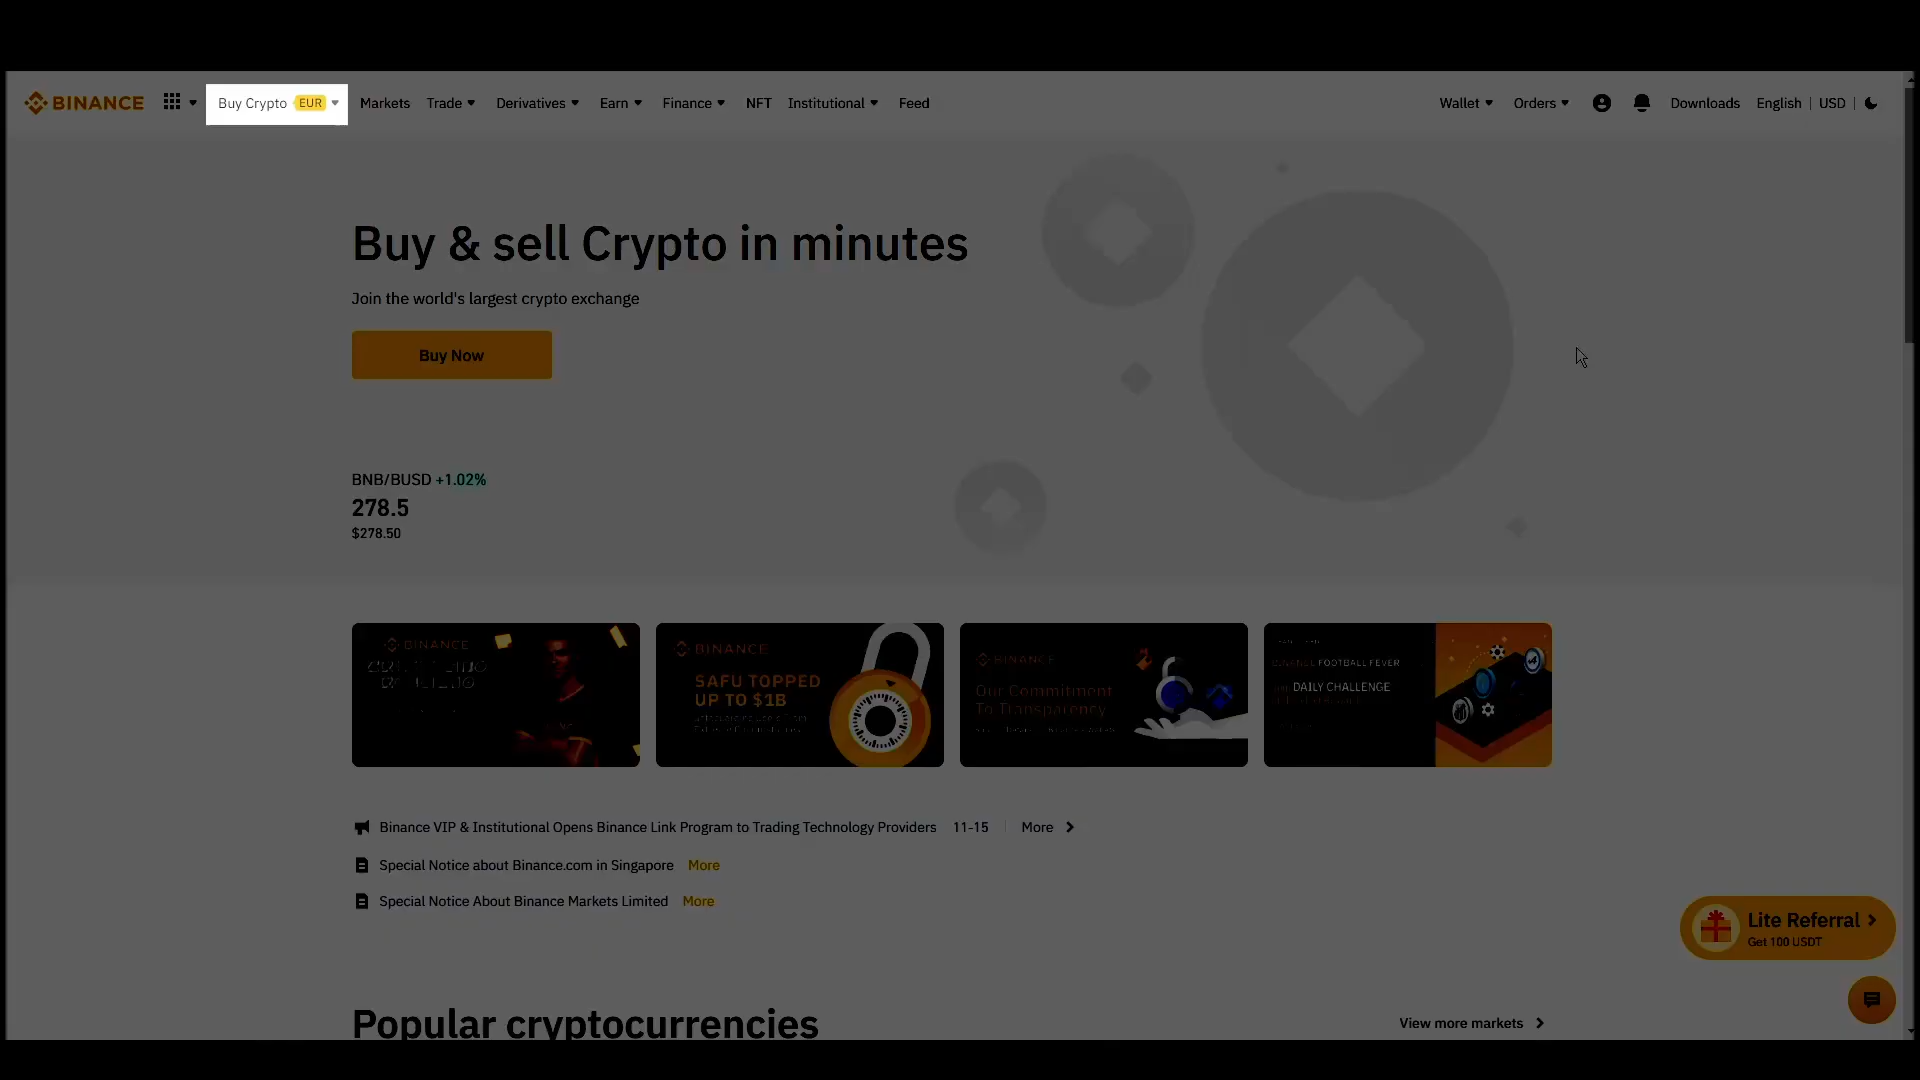 BINANCE
Buy Crypto EUR
Markets
Trade
Derivatives
Earn
Finance
NFT
Institutional
Feed
Wallet
Orders
Downloads
English
USD
Buy & sell Crypto in minutes
Join the world's largest crypto exchange
Buy Now
BNB/BUSD +1.02%
278.5
$278.50
BINANCE
BINANCE
SAFU TOPPED
UP TO $1B
BINANCE
Our Commitment
To Transparency
FOOTBALL FEVER
DAILY CHALLENGE
Binance VIP & Institutional Opens Binance Link Program to Trading Technology Providers 11-15 More
Special Notice about Binance.com in Singapore More
Special Notice About Binance Markets Limited More
Lite Referral
Get 100 USDT
Popular cryptocurrencies
View more markets